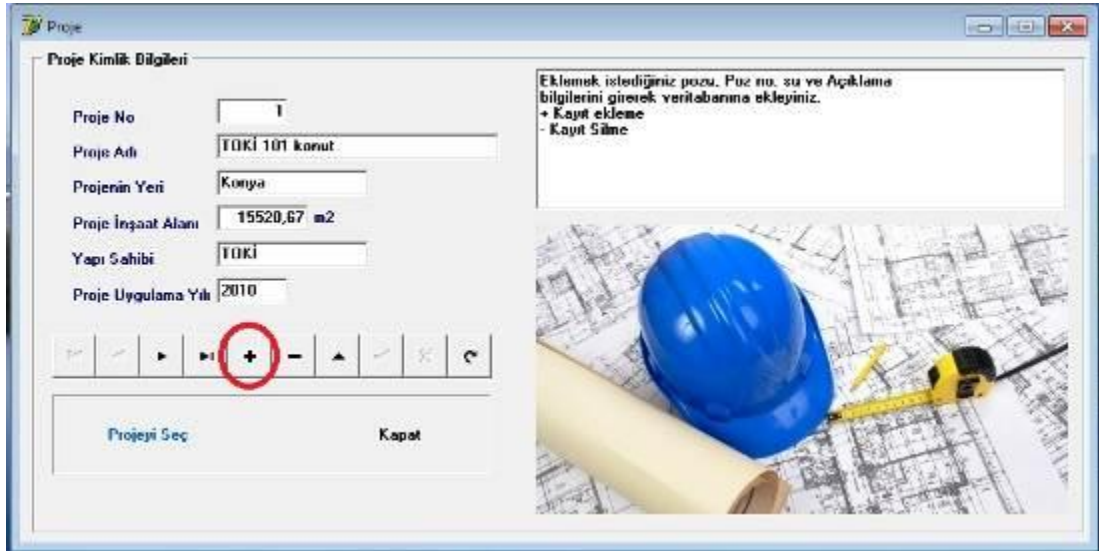 Proje
Proje Kimlik Bilgileri
Proje No 1
Proje Adı TOKİ 101 konut
Projenin Yeri Konya
Proje İnşaat Alanı 15520,67 m2
Yapı Sahibi TOKİ
Proje Uygulama Yılı 2010
Projeyi Seç Kapat
Eklemek istediğiniz pozu, Poz no. su ve Açıklama
bilgilerini girerek veritabanına ekleyiniz.
+ Kayıt ekleme
- Kayıt Silme